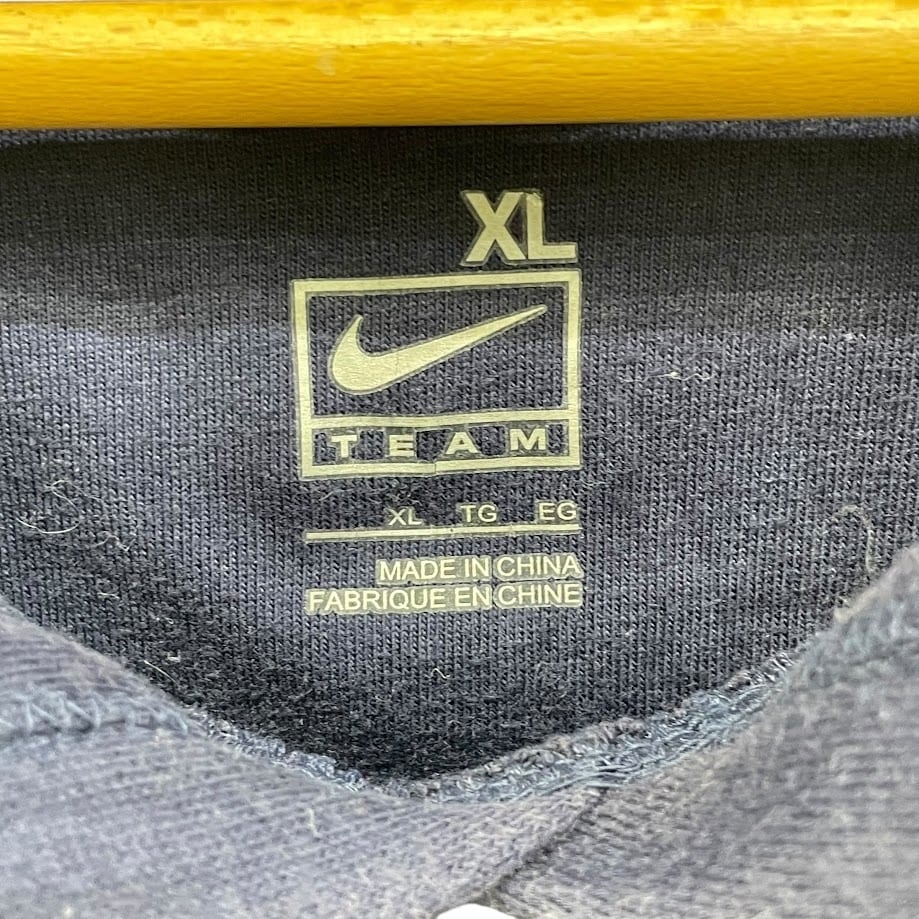 XL
TEAM
XL TG EG
MADE IN CHINA
FABRIQUE EN CHINE